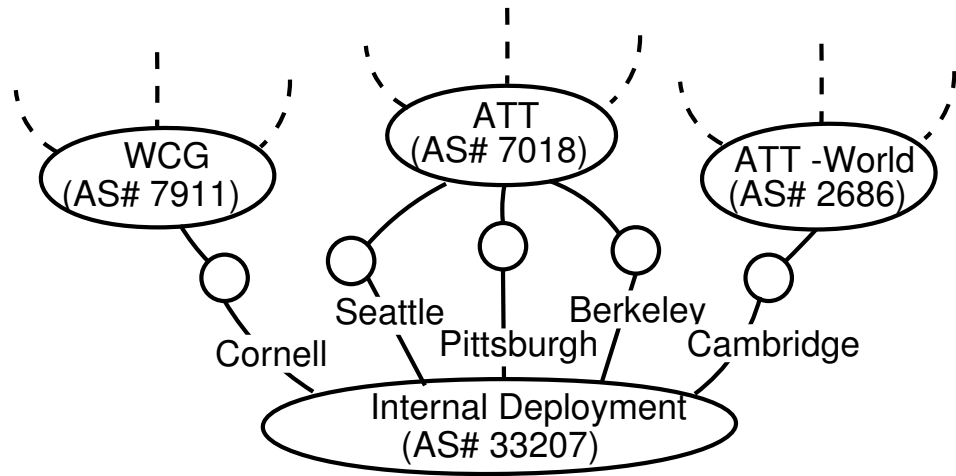 WCG
(AS# 7911)
ATT
(AS# 7018)
ATT -World
(AS# 2686)
Seattle
Berkeley
Pittsburgh
Cambridge
Cornell
Internal Deployment
(AS# 33207)